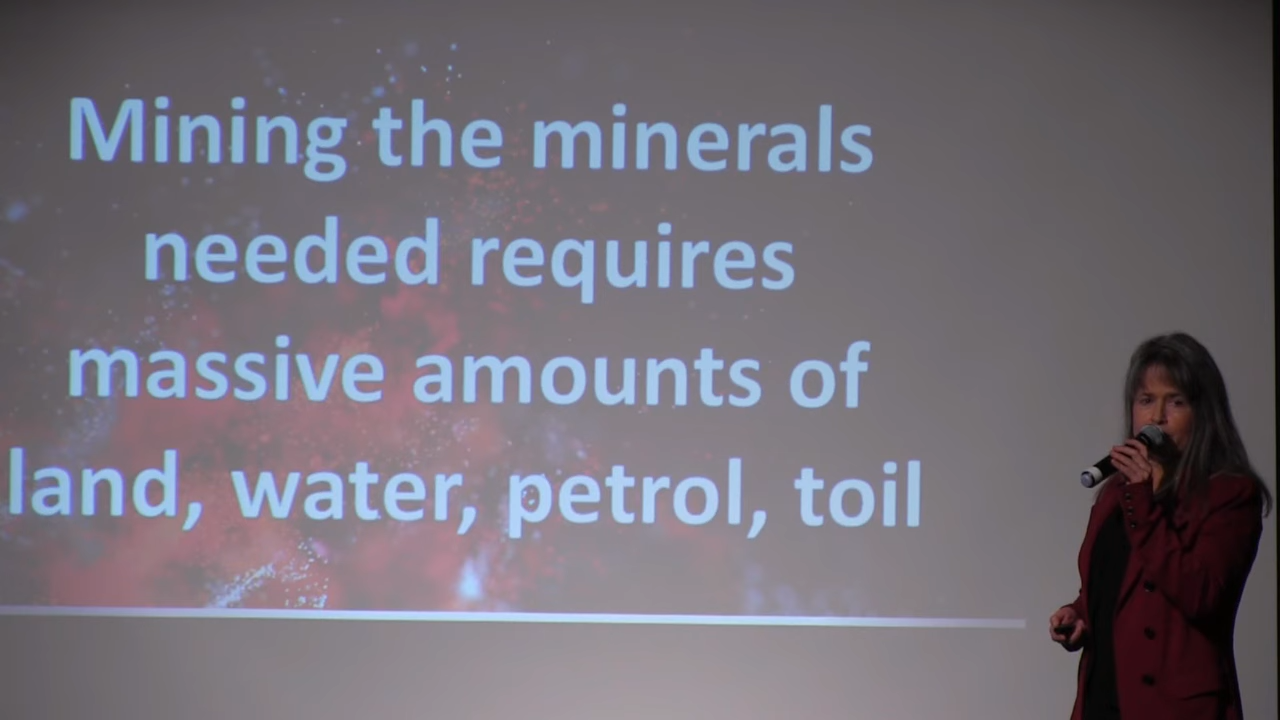 Mining the minerals
needed requires
massive amounts of
land, water, petrol, toil